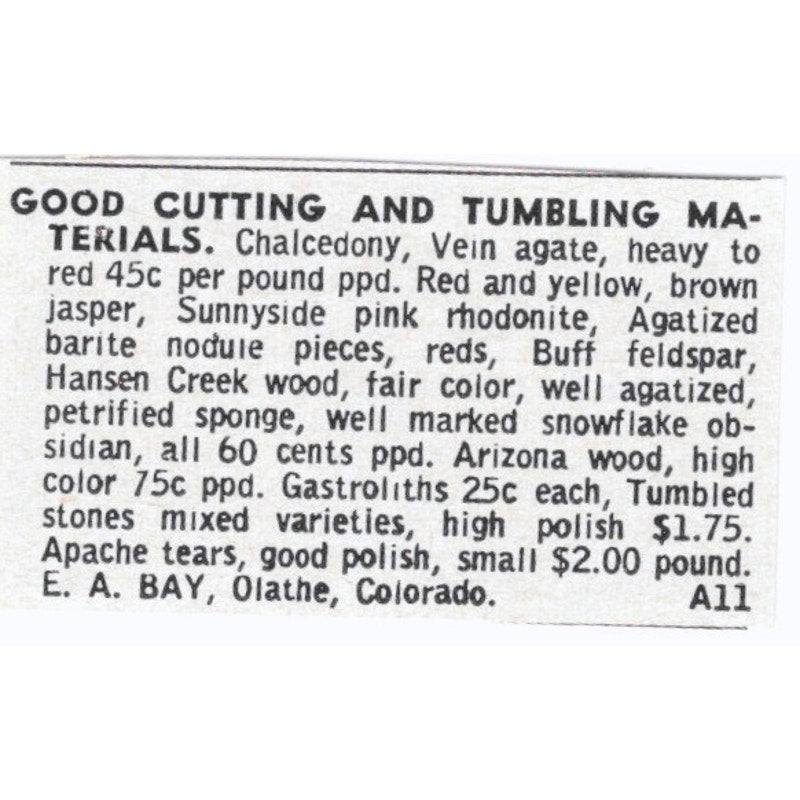 GOOD CUTTING AND TUMBLING MA-
TERIALS. Chalcedony, Vein agate, heavy to
red 45c per pound ppd. Red and yellow, brown
jasper, Sunnyside pink rhodonite, Agatized
barite nodule pieces, reds, Buff feldspar,
Hansen Creek wood, fair color, well agatized,
petrified sponge, well marked snowflake ob-
sidian, all 60 cents ppd. Arizona wood, high
color 75c ppd. Gastroliths 25c each, Tumbled
stones mixed varieties, high polish $1.75.
Apache tears, good polish, small $2.00 pound.
E. A. BAY, Olathe, Colorado. A11